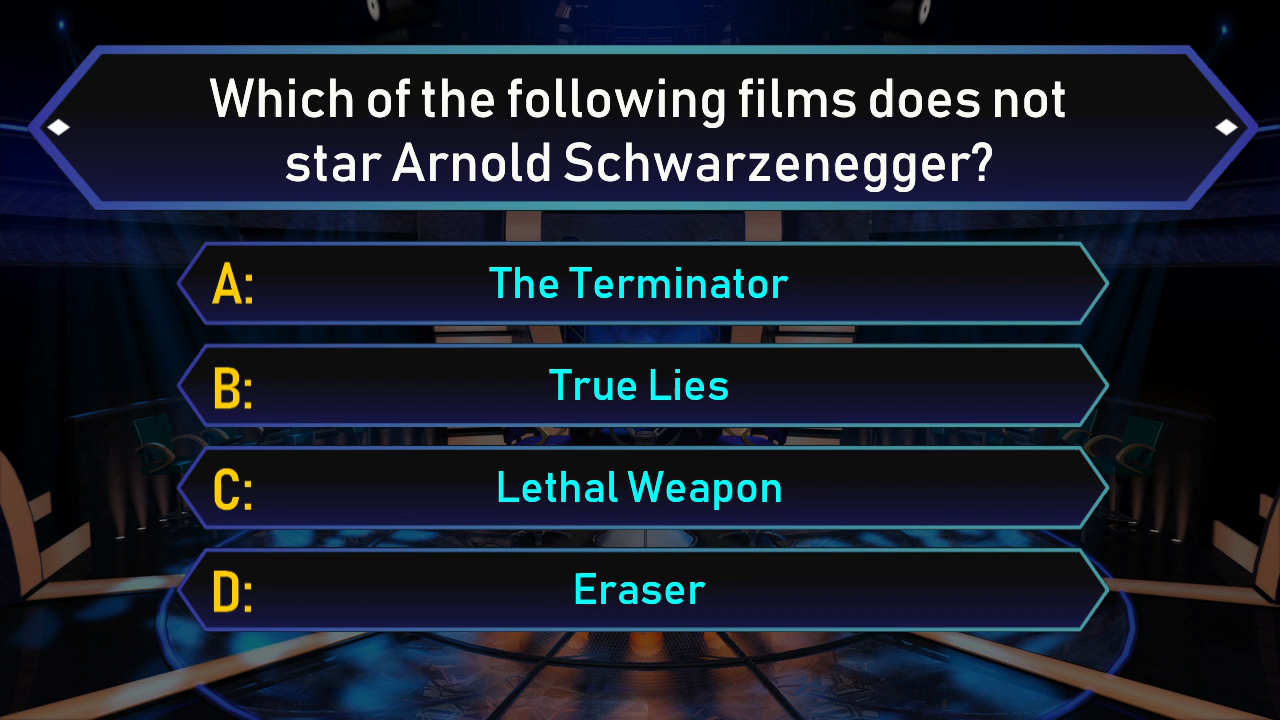 Which of the following films does not
star Arnold Schwarzenegger?
A: The Terminator
B: True Lies
C: Lethal Weapon
D: Eraser